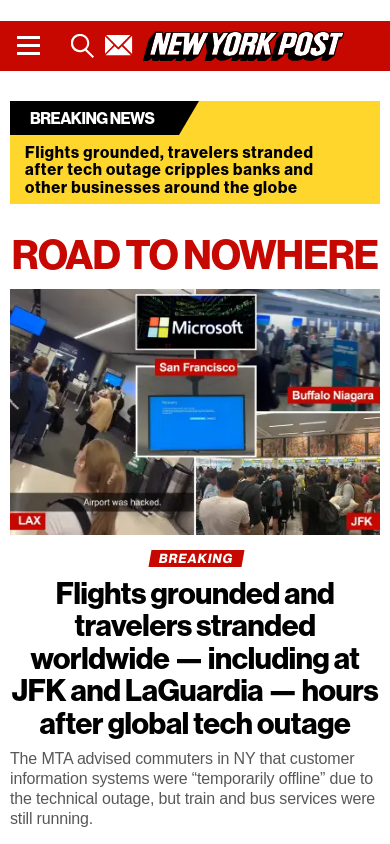 NEW YORK POST
BREAKING NEWS
Flights grounded, travelers stranded
after tech outage cripples banks and
other businesses around the globe
ROAD TO NOWHERE
Microsoft
San Francisco
Buffalo Niagara
Recovery
Airport was hacked.
LAX
JFK
BREAKING
Flights grounded and
travelers stranded
worldwide — including at
JFK and LaGuardia — hours
after global tech outage
The MTA advised commuters in NY that customer
information systems were “temporarily offline” due to
the technical outage, but train and bus services were
still running.